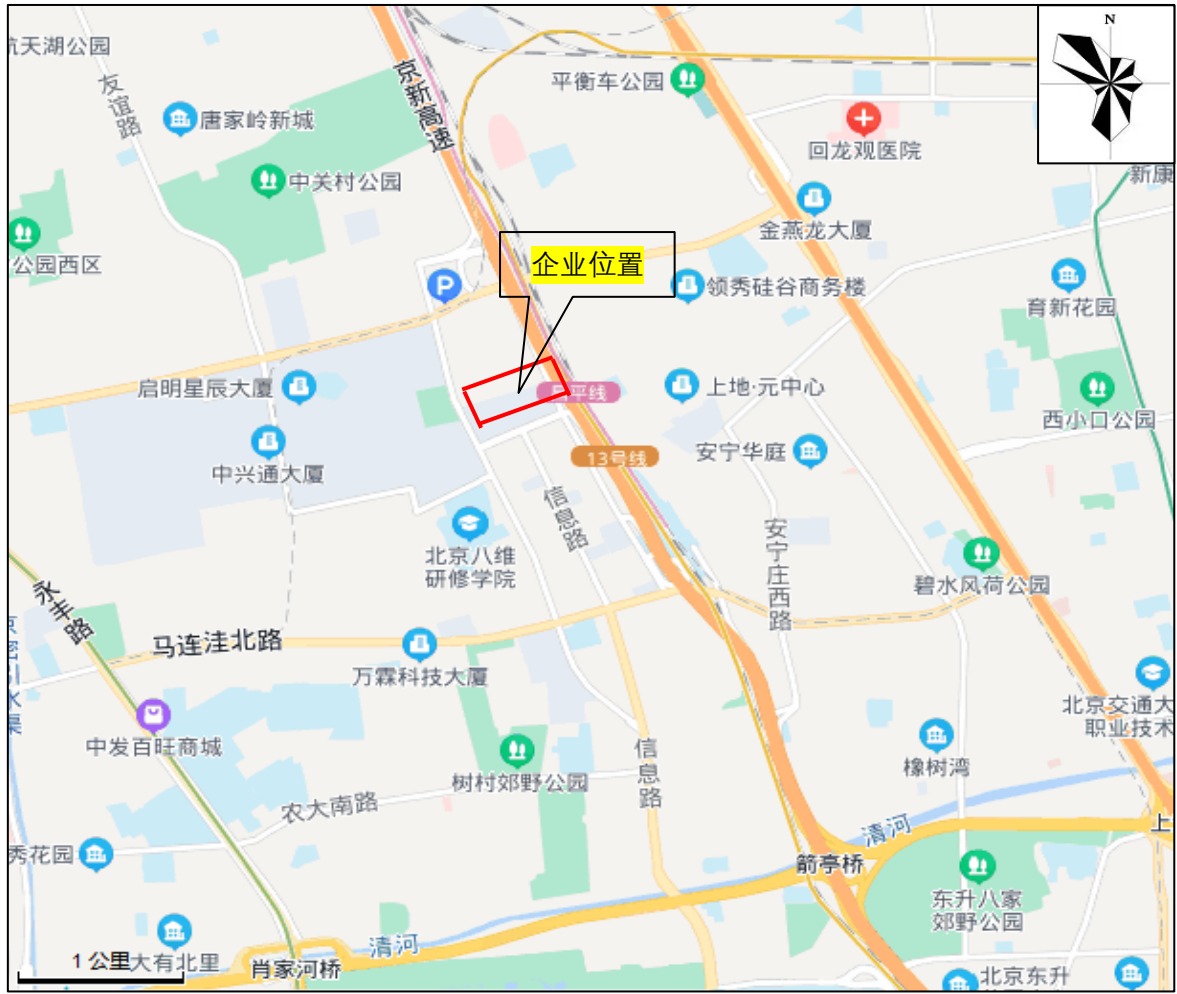 N
航天湖公园
友谊路
唐家岭新城
京新高速
平衡车公园
回龙观医院
中关村公园
新康
金燕龙大厦
公园西区
企业位置
P
领秀硅谷商务楼
育新花园
启明星辰大厦
昌平线
上地·元中心
西小口公园
中兴通大厦
13号线
安宁华庭
信息路
北京八维
研修学院
安宁庄西路
碧水风荷公园
永丰路
马连洼北路
万霖科技大厦
北京交通大
职业技术
中发百旺商城
信息路
橡树湾
树村郊野公园
农大南路
清河
上
秀花园
箭亭桥
东升八家
郊野公园
清河
1 公里
大有北里
肖家河桥
北京东升